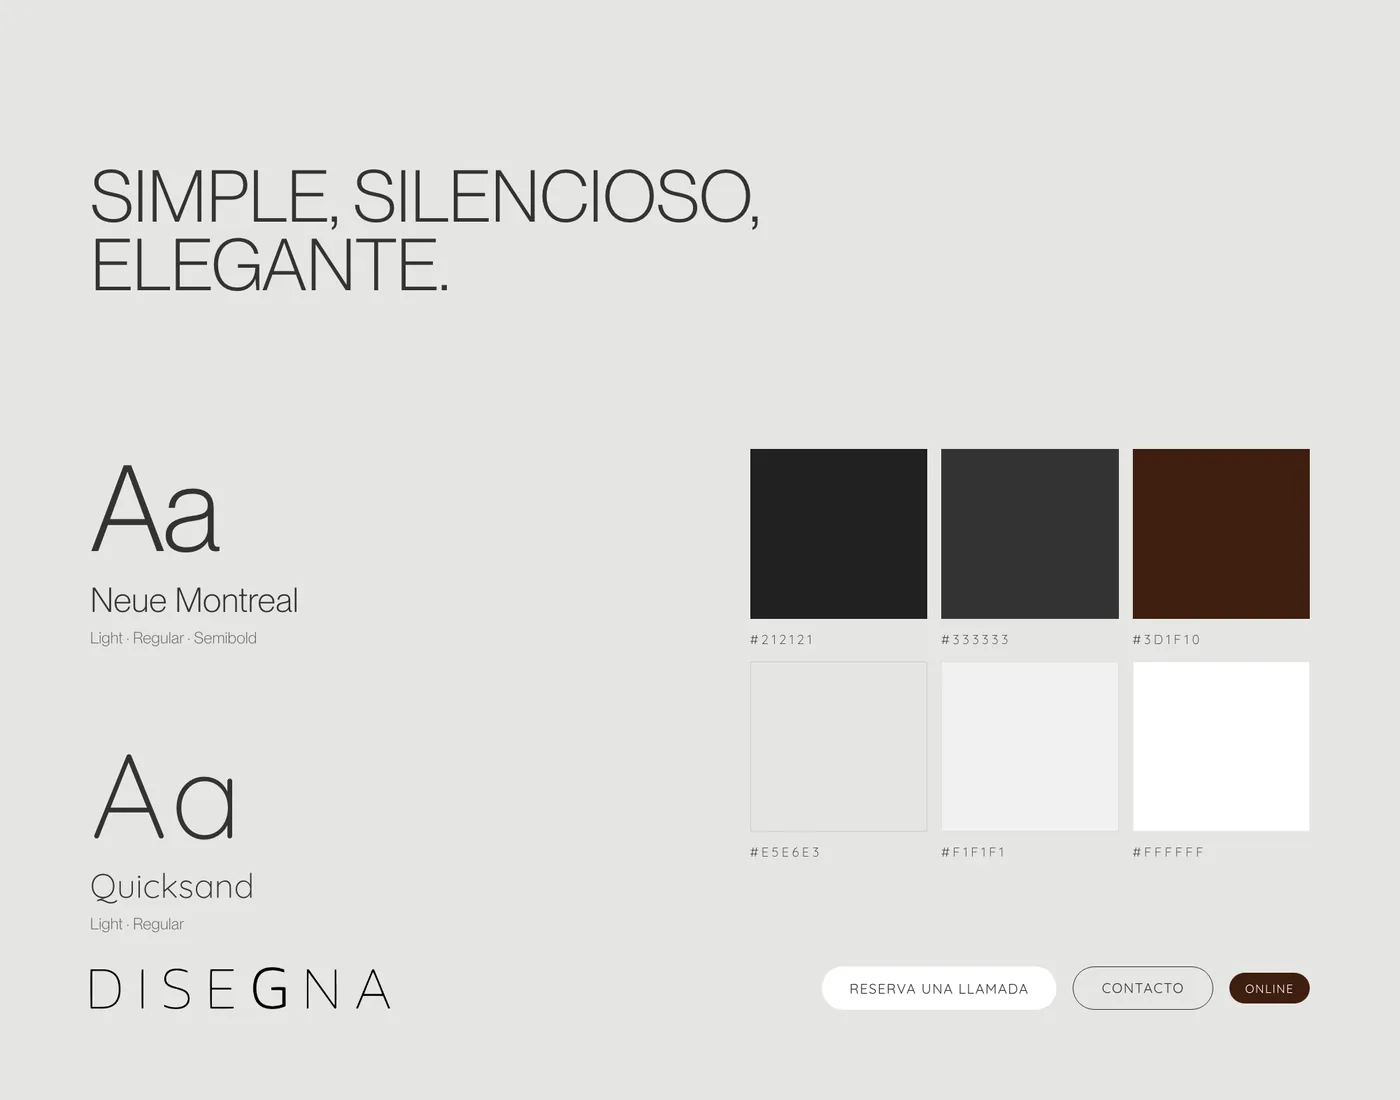 SIMPLE, SILENCIOSO,
ELEGANTE.
Aa
Neue Montreal
Light · Regular · Semibold
#212121
#333333
#3D1F10
#E5E6E3
#F1F1F1
#FFFFFF
Aa
Quicksand
Light · Regular
DISEGNA
RESERVA UNA LLAMADA
CONTACTO
ONLINE